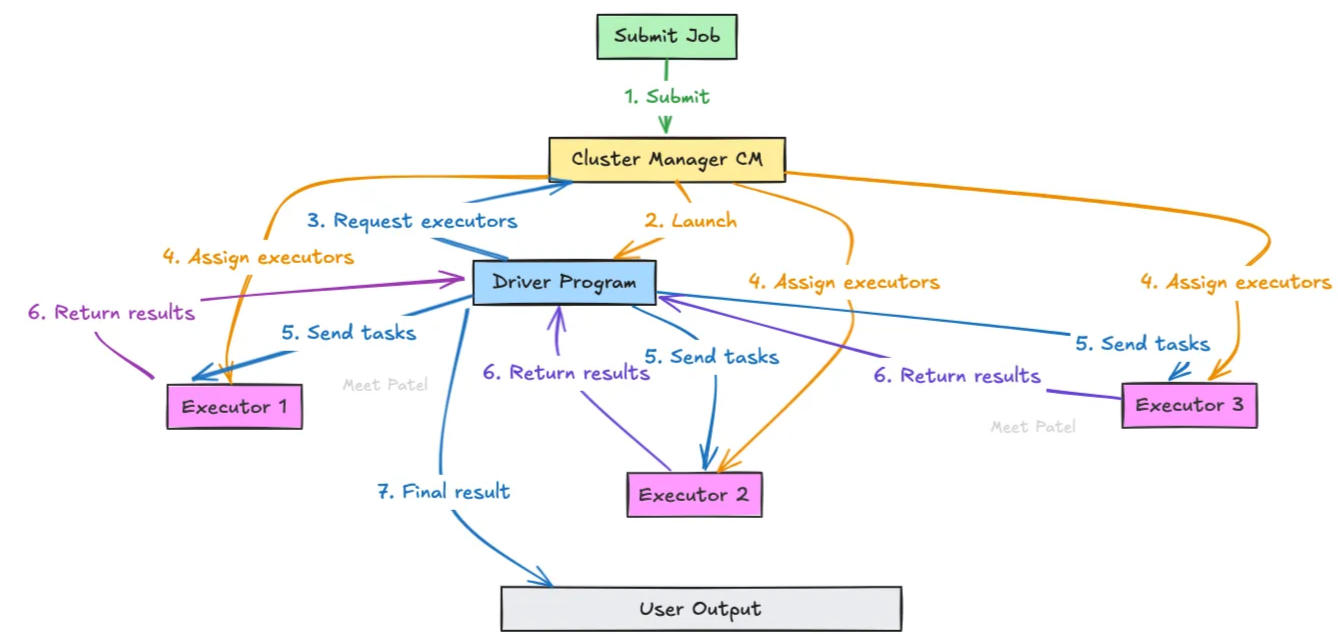 Submit Job
1. Submit
Cluster Manager CM
3. Request executors
2. Launch
4. Assign executors
4. Assign executors
4. Assign executors
Driver Program
6. Return results
5. Send tasks
5. Send tasks
5. Send tasks
6. Return results
6. Return results
Meet Patel
Executor 1
Executor 3
Meet Patel
7. Final result
Executor 2
User Output